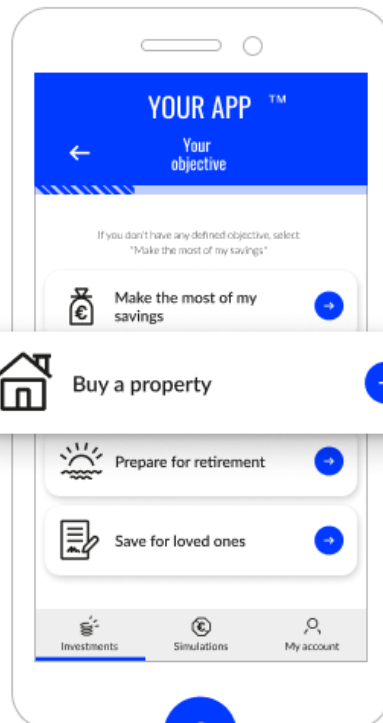 YOUR APP ™
Your
objective
If you don't have any defined objective, select
"Make the most of my savings"
Make the most of my
savings
Buy a property
Prepare for retirement
Save for loved ones
Investments
Simulations
My account